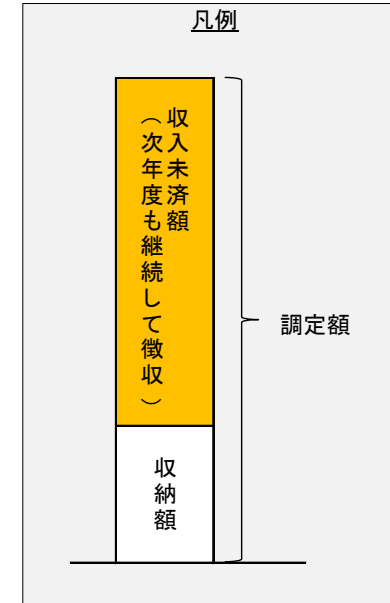 凡例
収入未済額
（次年度も継続して徴収）
調定額
収納額